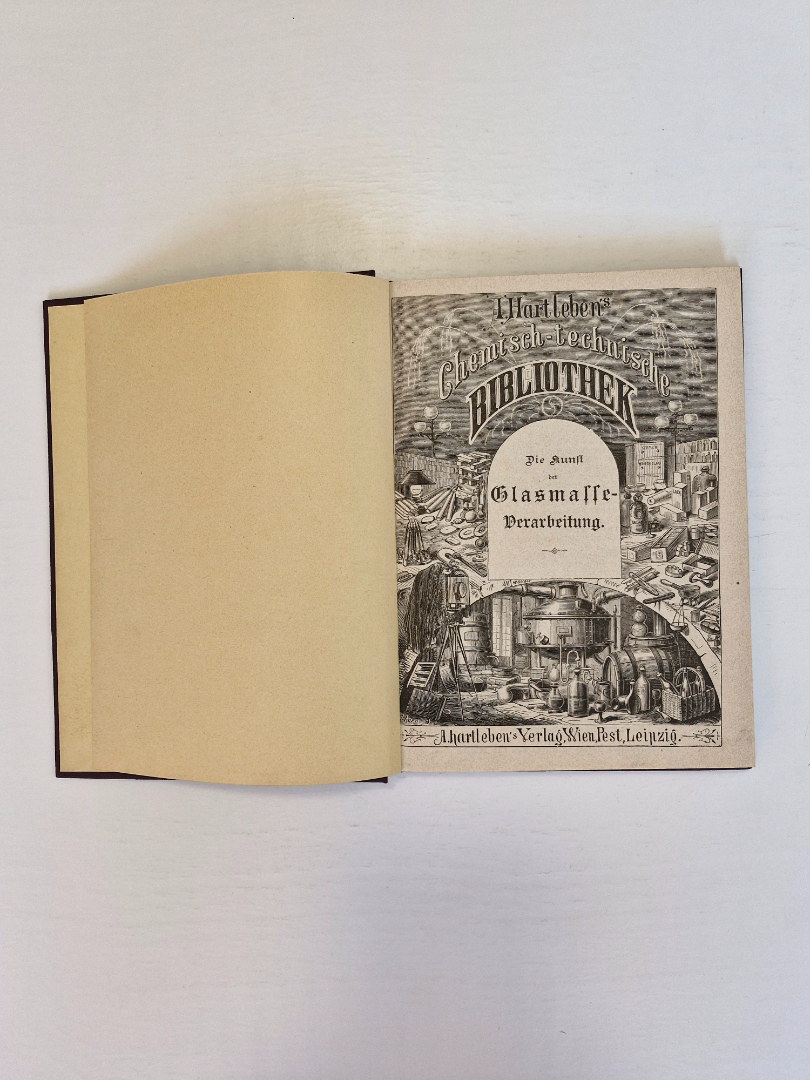 A. Hartleben's
Chemisch-technische
BIBLIOTHEK
Die Kunst
der
Glasmasse-
Verarbeitung.
A. Hartleben's Verlag, Wien, Pest, Leipzig.